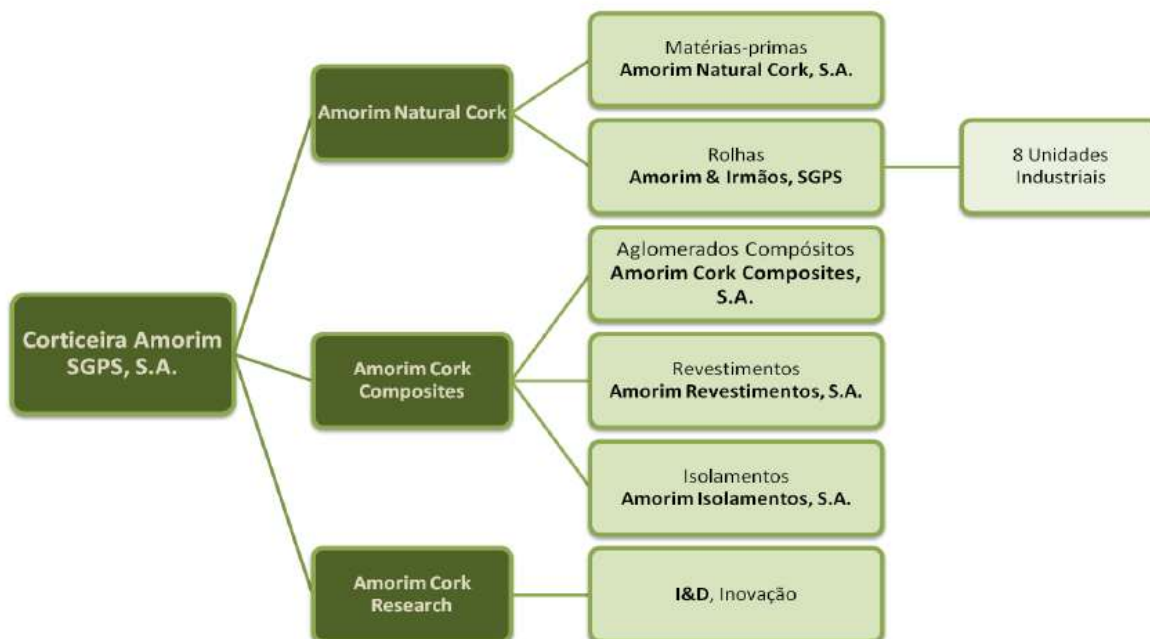 Corticeira Amorim
SGPS, S.A.
Amorim Natural Cork
Matérias-primas
Amorim Natural Cork, S.A.
Rolhas
Amorim & Irmãos, SGPS
8 Unidades
Industriais
Amorim Cork
Composites
Aglomerados Compósitos
Amorim Cork Composites,
S.A.
Revestimentos
Amorim Revestimentos, S.A.
Isolamentos
Amorim Isolamentos, S.A.
Amorim Cork
Research
I&D, Inovação